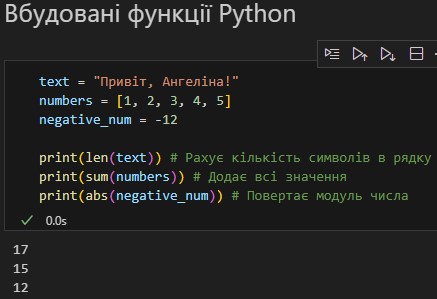 Вбудовані функції Python
text = "Привіт, Ангеліна!"
numbers = [1, 2, 3, 4, 5]
negative_num = -12
print(len(text)) # Рахує кількість символів в рядку
print(sum(numbers)) # Додає всі значення
print(abs(negative_num)) # Повертає модуль числа
0.0s
17
15
12